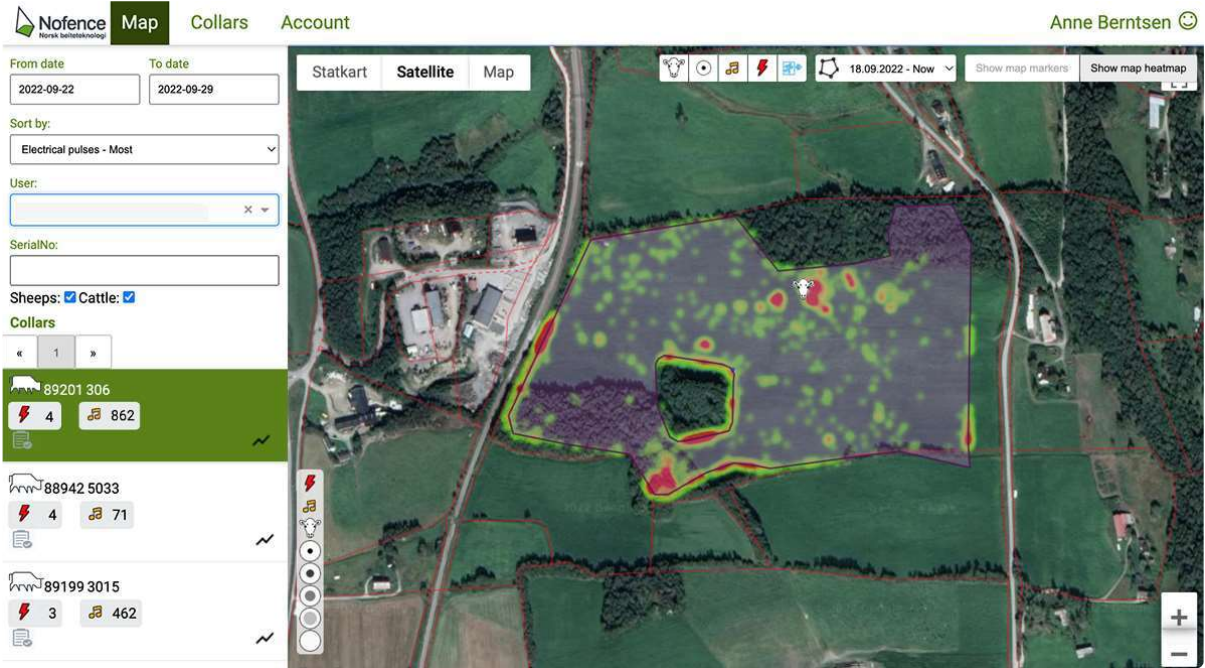 Nofence
Norsk beiteteknologi
Map
Collars
Account
Anne Berntsen
From date
To date
2022-09-22
2022-09-29
Sort by:
Electrical pulses - Most
User:
SerialNo:
Sheeps:
Cattle:
Collars
«
1
»
89201 306
4
862
88942 5033
4
71
89199 3015
3
462
Statkart
Satellite
Map
18.09.2022 - Now
Show map markers
Show map heatmap
+
−